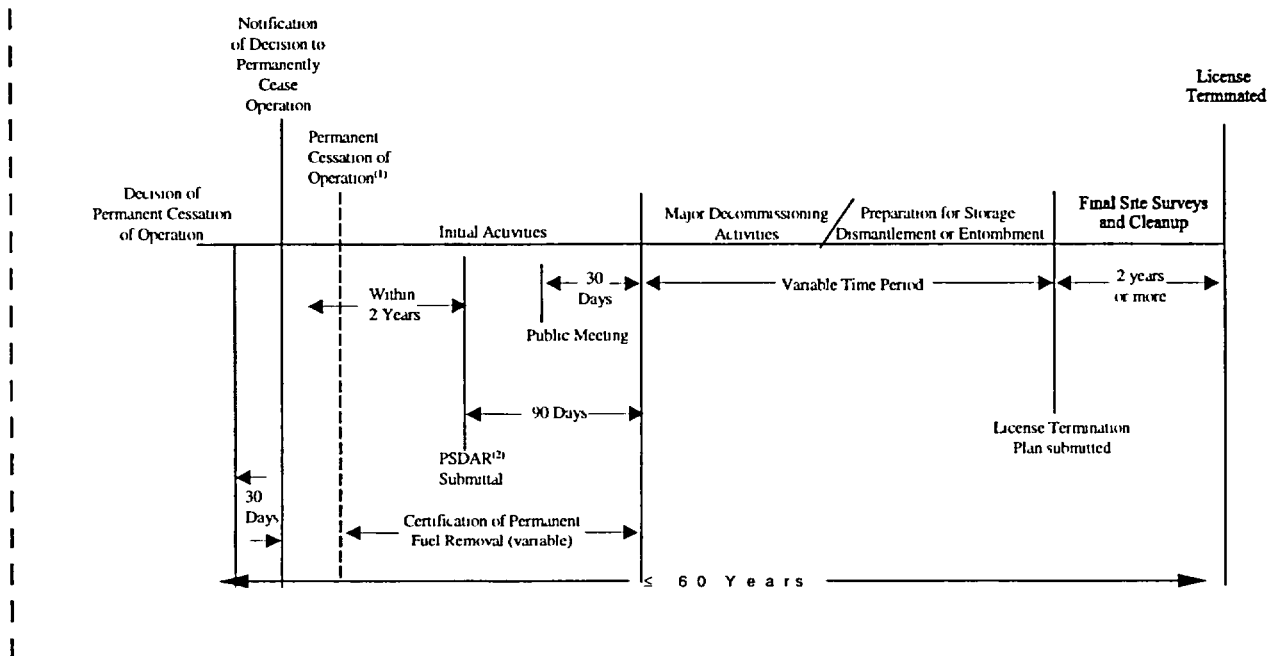 Notification
of Decision to
Permanently
Cease
Operation
License
Terminated
Permanent
Cessation of
Operation(1)
Decision of
Permanent Cessation
of Operation
Initial Activities
Major Decommissioning
Activities
Preparation for Storage
Dismantlement or Entombment
Final Site Surveys
and Cleanup
Within
2 Years
30
Days
Public Meeting
Variable Time Period
2 years
or more
90 Days
PSDAR(2)
Submittal
License Termination
Plan submitted
30
Days
Certification of Permanent
Fuel Removal (variable)
≤ 60 Years